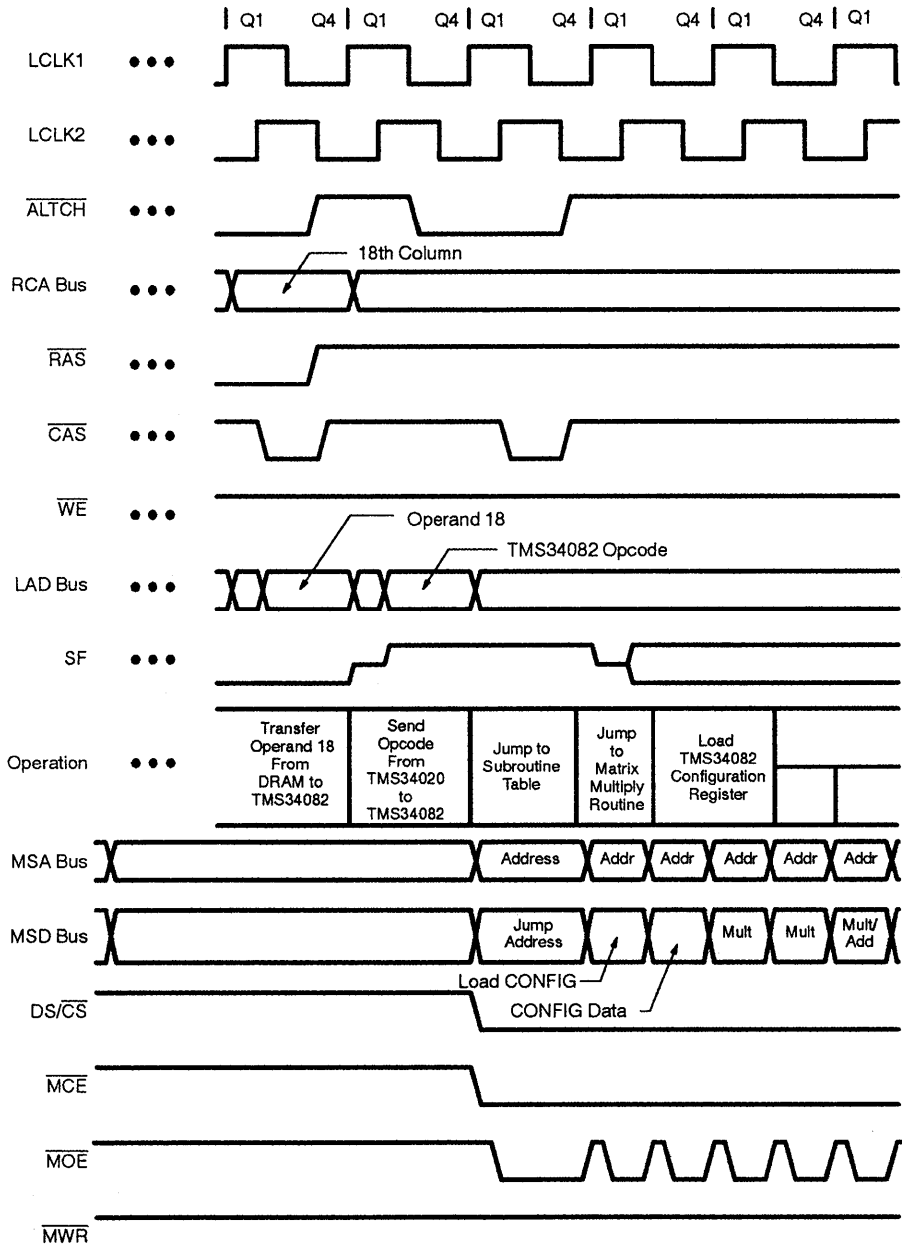 Q1 Q4 Q1 Q4 Q1 Q4 Q1 Q4 Q1 Q4 Q1
LCLK1
LCLK2
ALTCH
18th Column
RCA Bus
RAS
CAS
WE
Operand 18
TMS34082 Opcode
LAD Bus
SF
Operation
Transfer
Operand 18
From
DRAM to
TMS34082
Send
Opcode
From
TMS34020
to
TMS34082
Jump to
Subroutine
Table
Jump
to
Matrix
Multiply
Routine
Load
TMS34082
Configuration
Register
MSA Bus
Address Addr Addr Addr Addr Addr
MSD Bus
Jump
Address
Mult
Mult
Mult/
Add
Load CONFIG
CONFIG Data
DS/CS
MCE
MOE
MWR